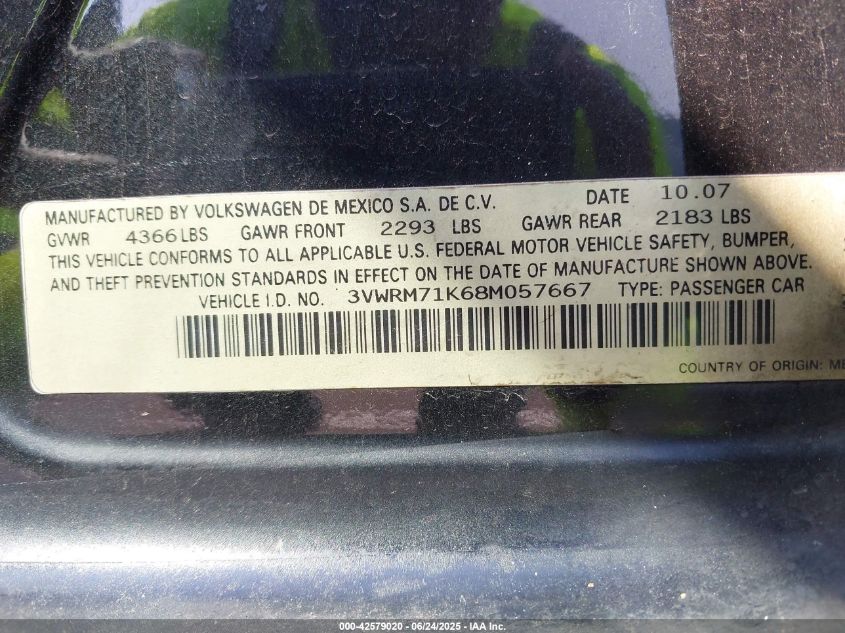 MANUFACTURED BY VOLKSWAGEN DE MEXICO S.A. DE C.V. DATE 10.07
GVWR 4366 LBS GAWR FRONT 2293 LBS GAWR REAR 2183 LBS
THIS VEHICLE CONFORMS TO ALL APPLICABLE U.S. FEDERAL MOTOR VEHICLE SAFETY, BUMPER,
AND THEFT PREVENTION STANDARDS IN EFFECT ON THE DATE OF MANUFACTURE SHOWN ABOVE.
VEHICLE I.D. NO. 3VWRM71K68M057667 TYPE: PASSENGER CAR
COUNTRY OF ORIGIN: ME
000-42579020 - 06/24/2025 - IAA Inc.